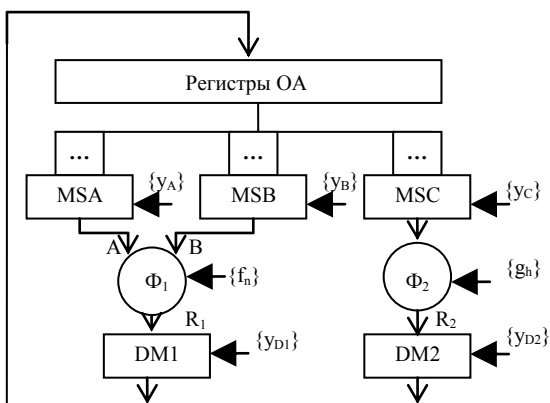 Регистры ОА
... ... ...
MSA {yA} MSB {yB} MSC {yC}
A B
Φ1 {fn} Φ2 {gh}
R1 R2
DM1 {yD1} DM2 {yD2}